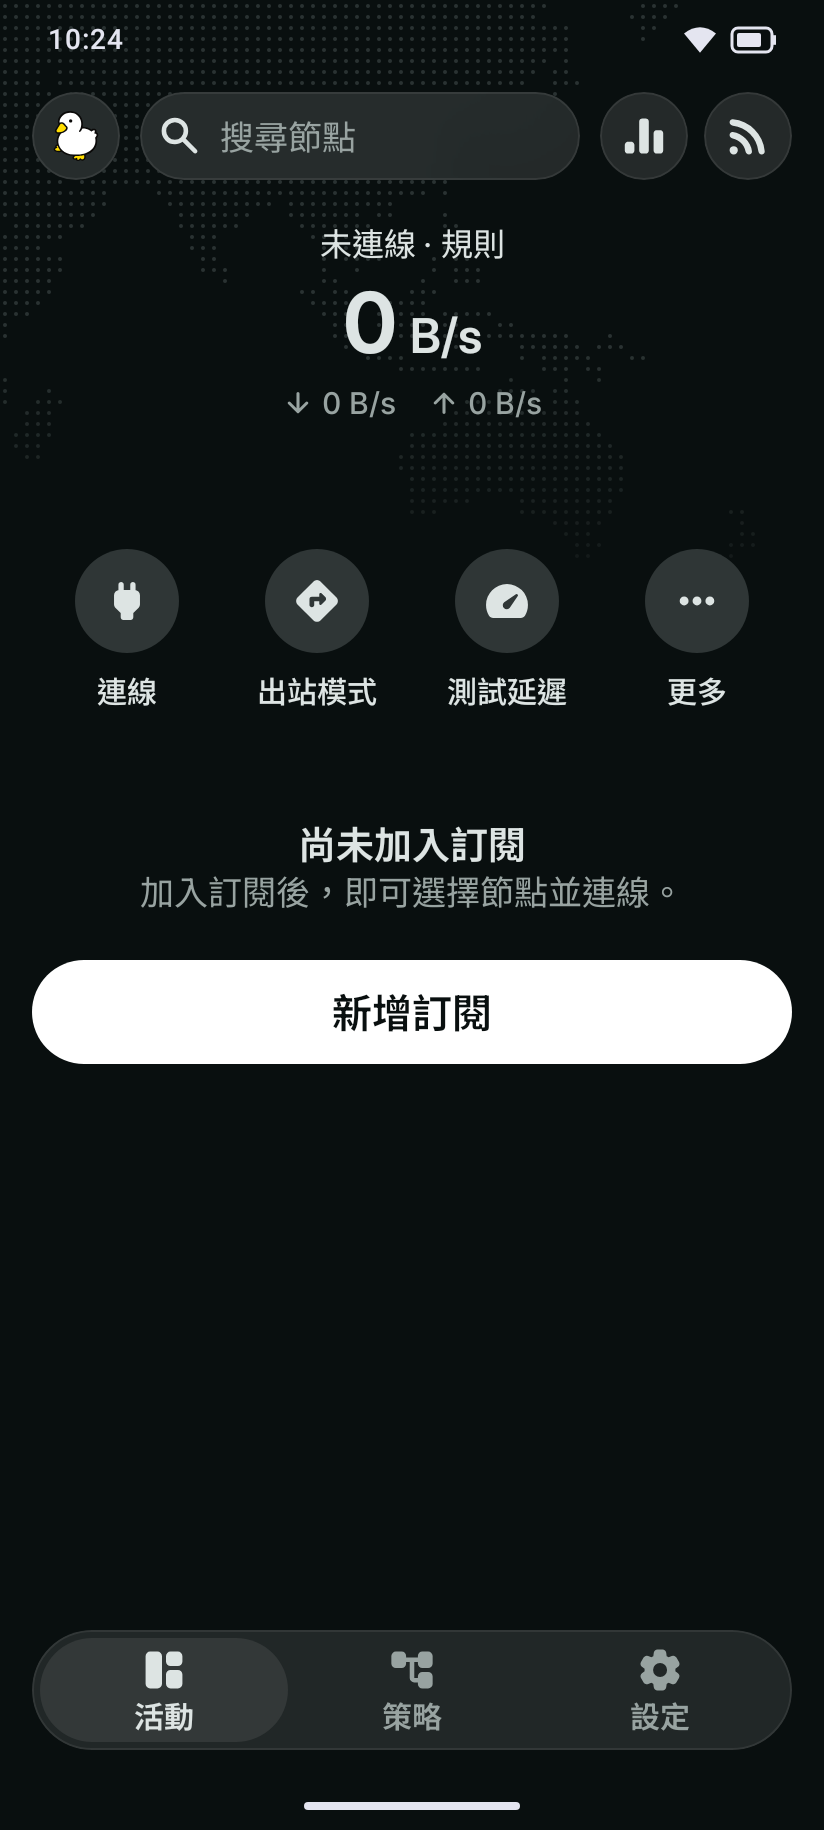 10:24
搜尋節點
未連線 · 規則
0 B/s
↓ 0 B/s ↑ 0 B/s
連線
出站模式
測試延遲
更多
尚未加入訂閱
加入訂閱後，即可選擇節點並連線。
新增訂閱
活動
策略
設定